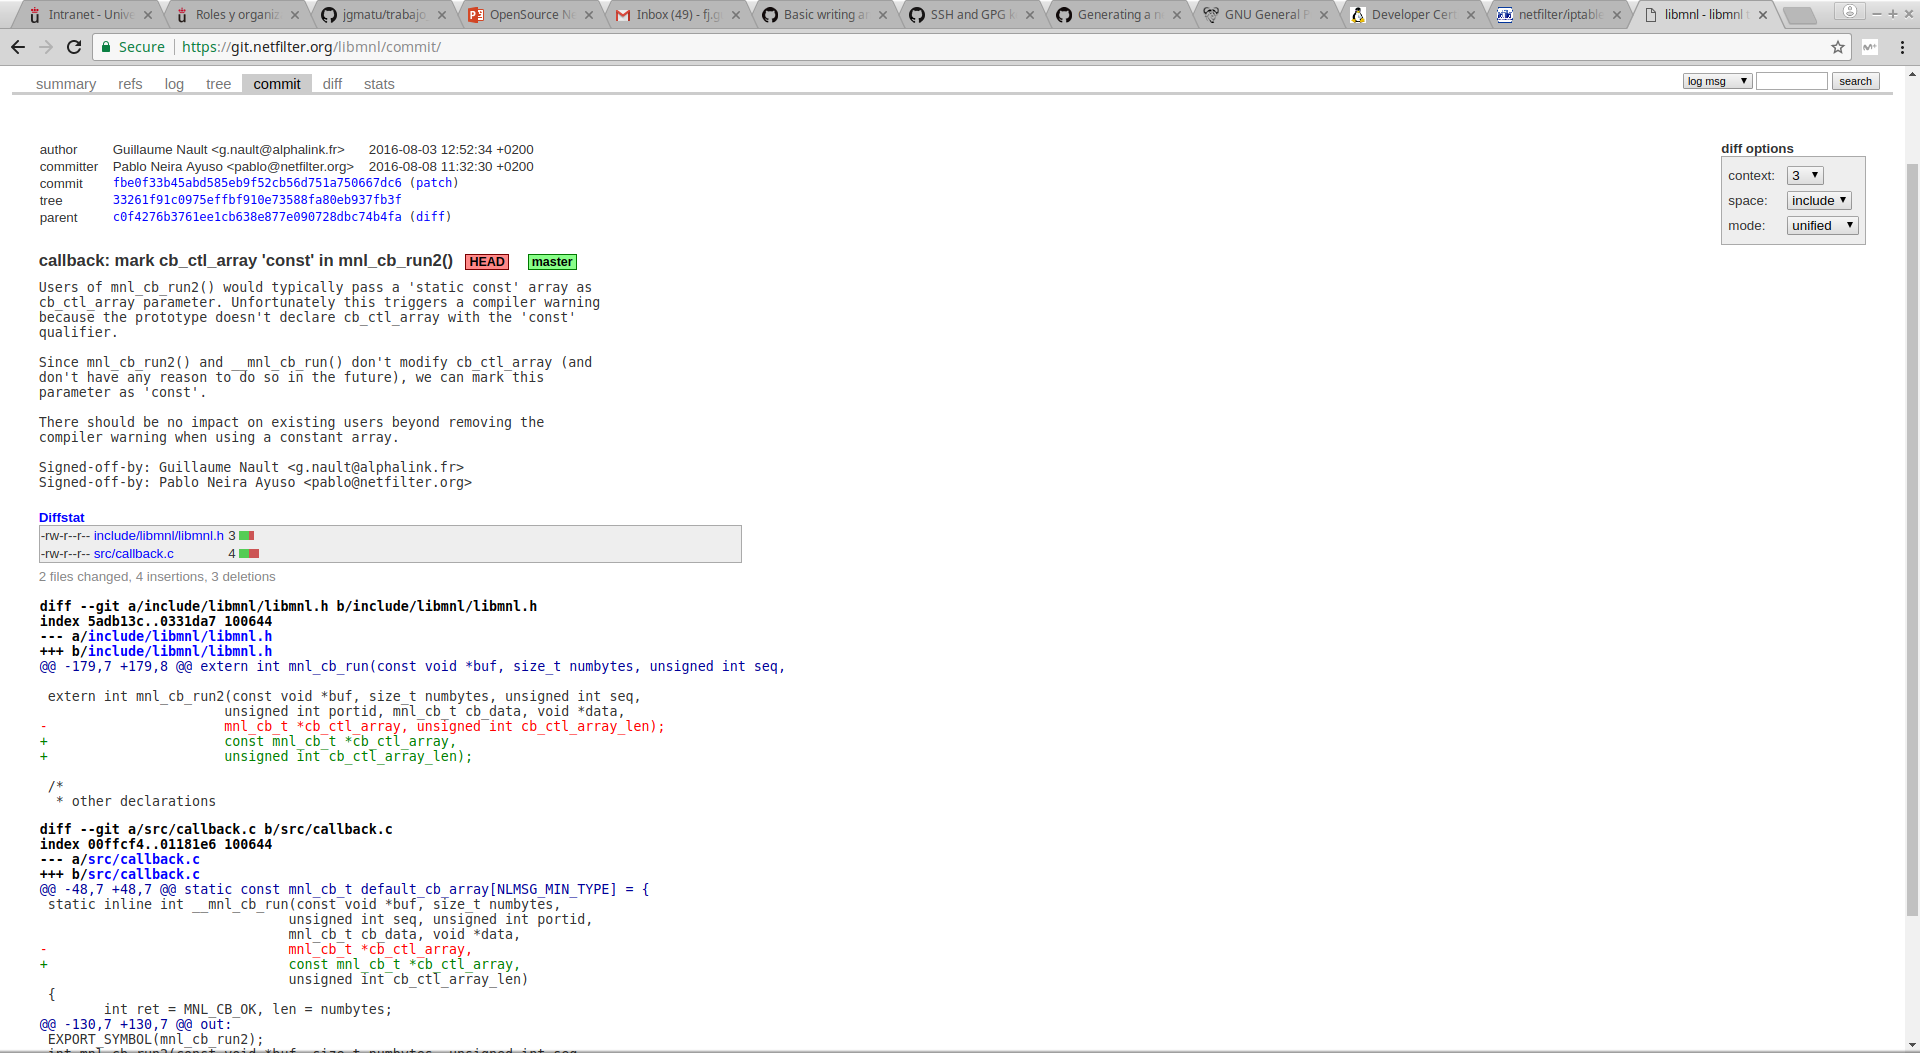 Intranet - Unive
Roles y organiz
jgmatu/trabajo
OpenSource Ne
Inbox (49) - fj.g
Basic writing an
SSH and GPG k
Generating a n
GNU General P
Developer Cert
netfilter/iptable
libmnl - libmnl
Secure
https://git.netfilter.org/libmnl/commit/
summary refs log tree commit diff stats
log msg
search
author Guillaume Nault <g.nault@alphalink.fr> 2016-08-03 12:52:34 +0200
committer Pablo Neira Ayuso <pablo@netfilter.org> 2016-08-08 11:32:30 +0200
commit fbe0f33b45abd585eb9f52cb56d751a750667dc6 (patch)
tree 33261f91c0975effbf910e73588fa80eb937fb3f
parent c0f4276b3761ee1cb638e877e090728dbc74b4fa (diff)
diff options
context: 3
space: include
mode: unified
callback: mark cb_ctl_array 'const' in mnl_cb_run2() HEAD master
Users of mnl_cb_run2() would typically pass a 'static const' array as
cb_ctl_array parameter. Unfortunately this triggers a compiler warning
because the prototype doesn't declare cb_ctl_array with the 'const'
qualifier.
Since mnl_cb_run2() and __mnl_cb_run() don't modify cb_ctl_array (and
don't have any reason to do so in the future), we can mark this
parameter as 'const'.
There should be no impact on existing users beyond removing the
compiler warning when using a constant array.
Signed-off-by: Guillaume Nault <g.nault@alphalink.fr>
Signed-off-by: Pablo Neira Ayuso <pablo@netfilter.org>
Diffstat
-rw-r--r-- include/libmnl/libmnl.h 3
-rw-r--r-- src/callback.c 4
2 files changed, 4 insertions, 3 deletions
diff --git a/include/libmnl/libmnl.h b/include/libmnl/libmnl.h
index 5adb13c..0331da7 100644
--- a/include/libmnl/libmnl.h
+++ b/include/libmnl/libmnl.h
@@ -179,7 +179,8 @@ extern int mnl_cb_run(const void *buf, size_t numbytes, unsigned int seq,
extern int mnl_cb_run2(const void *buf, size_t numbytes, unsigned int seq,
unsigned int portid, mnl_cb_t cb_data, void *data,
- mnl_cb_t *cb_ctl_array, unsigned int cb_ctl_array_len);
+ const mnl_cb_t *cb_ctl_array,
+ unsigned int cb_ctl_array_len);
/*
* other declarations
diff --git a/src/callback.c b/src/callback.c
index 00ffcf4..01181e6 100644
--- a/src/callback.c
+++ b/src/callback.c
@@ -48,7 +48,7 @@ static const mnl_cb_t default_cb_array[NLMSG_MIN_TYPE] = {
static inline int __mnl_cb_run(const void *buf, size_t numbytes,
unsigned int seq, unsigned int portid,
mnl_cb_t cb_data, void *data,
- mnl_cb_t *cb_ctl_array,
+ const mnl_cb_t *cb_ctl_array,
unsigned int cb_ctl_array_len)
{
int ret = MNL_CB_OK, len = numbytes;
@@ -130,7 +130,7 @@ out:
EXPORT_SYMBOL(mnl_cb_run2);
int mnl_cb_run2(const void *buf, size_t numbytes, unsigned int seq,